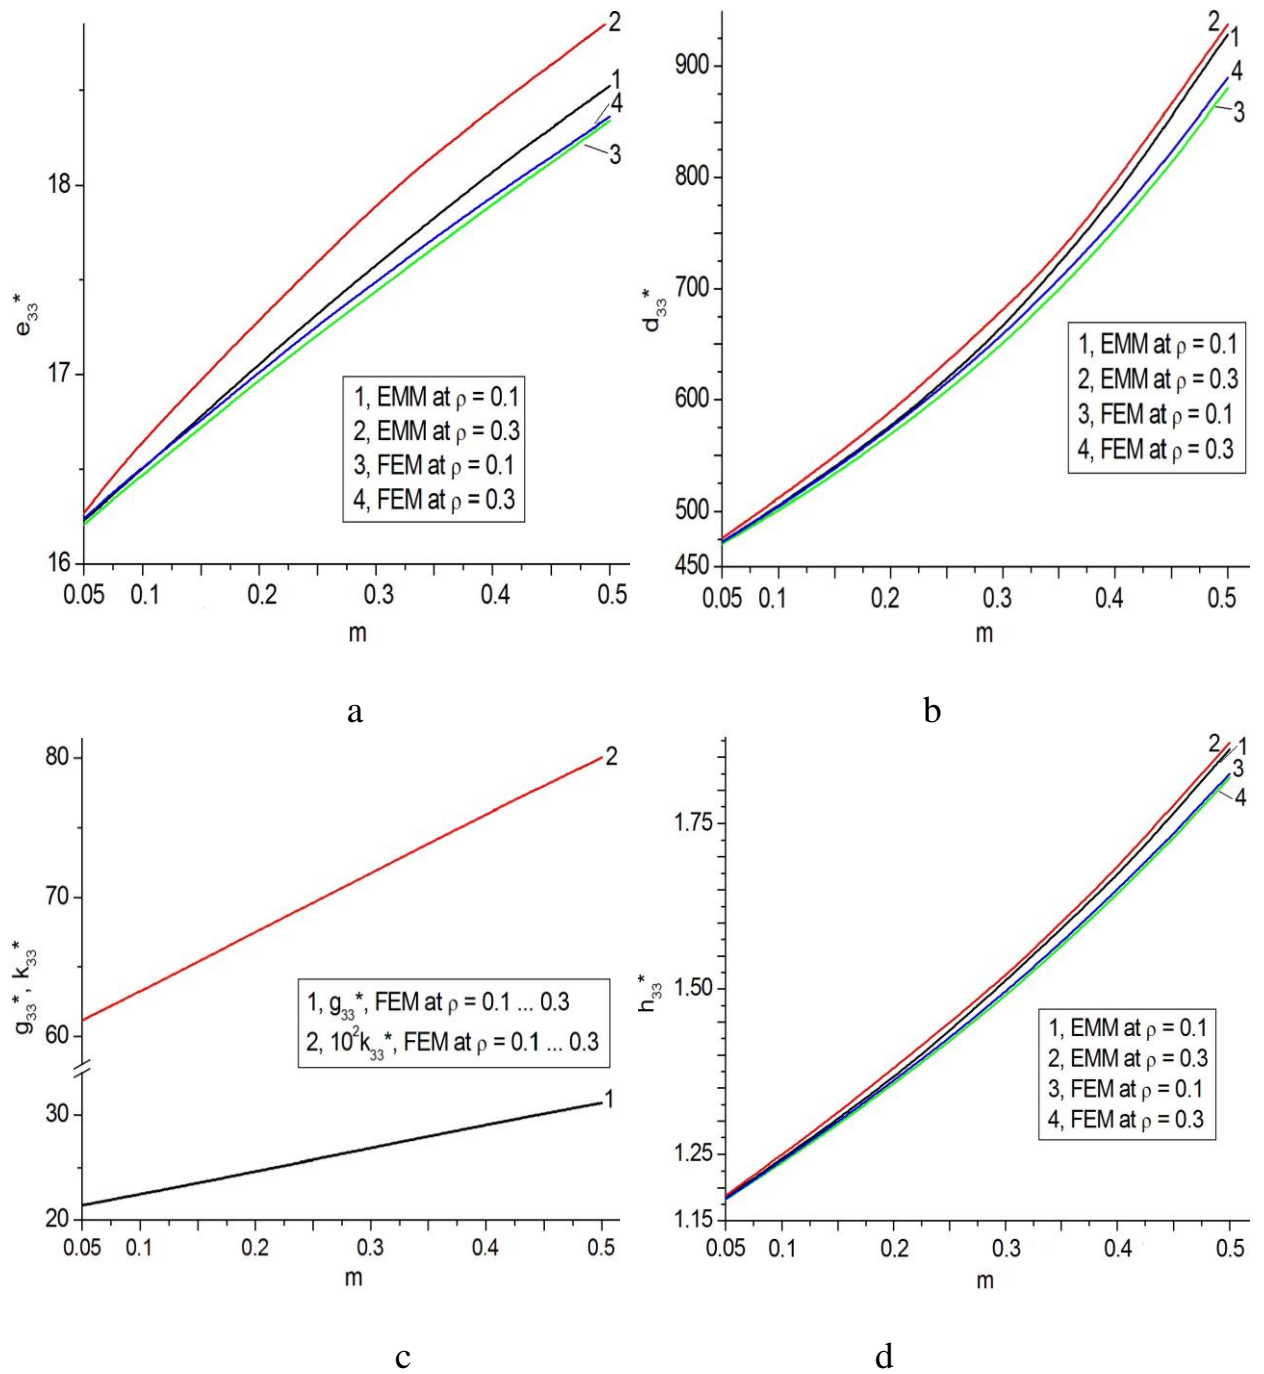 e₃₃*
18
17
16
0.05 0.1 0.2 0.3 0.4 0.5
m
2
1
4
3
1, EMM at ρ = 0.1
2, EMM at ρ = 0.3
3, FEM at ρ = 0.1
4, FEM at ρ = 0.3
a
d₃₃*
900
800
700
600
500
450
0.05 0.1 0.2 0.3 0.4 0.5
m
2
1
4
3
1, EMM at ρ = 0.1
2, EMM at ρ = 0.3
3, FEM at ρ = 0.1
4, FEM at ρ = 0.3
b
g₃₃*, k₃₃*
80
70
60
30
20
0.05 0.1 0.2 0.3 0.4 0.5
m
2
1
1, g₃₃*, FEM at ρ = 0.1 ... 0.3
2, 10²k₃₃*, FEM at ρ = 0.1 ... 0.3
c
h₃₃*
1.75
1.50
1.25
1.15
0.05 0.1 0.2 0.3 0.4 0.5
m
2
1
3
4
1, EMM at ρ = 0.1
2, EMM at ρ = 0.3
3, FEM at ρ = 0.1
4, FEM at ρ = 0.3
d